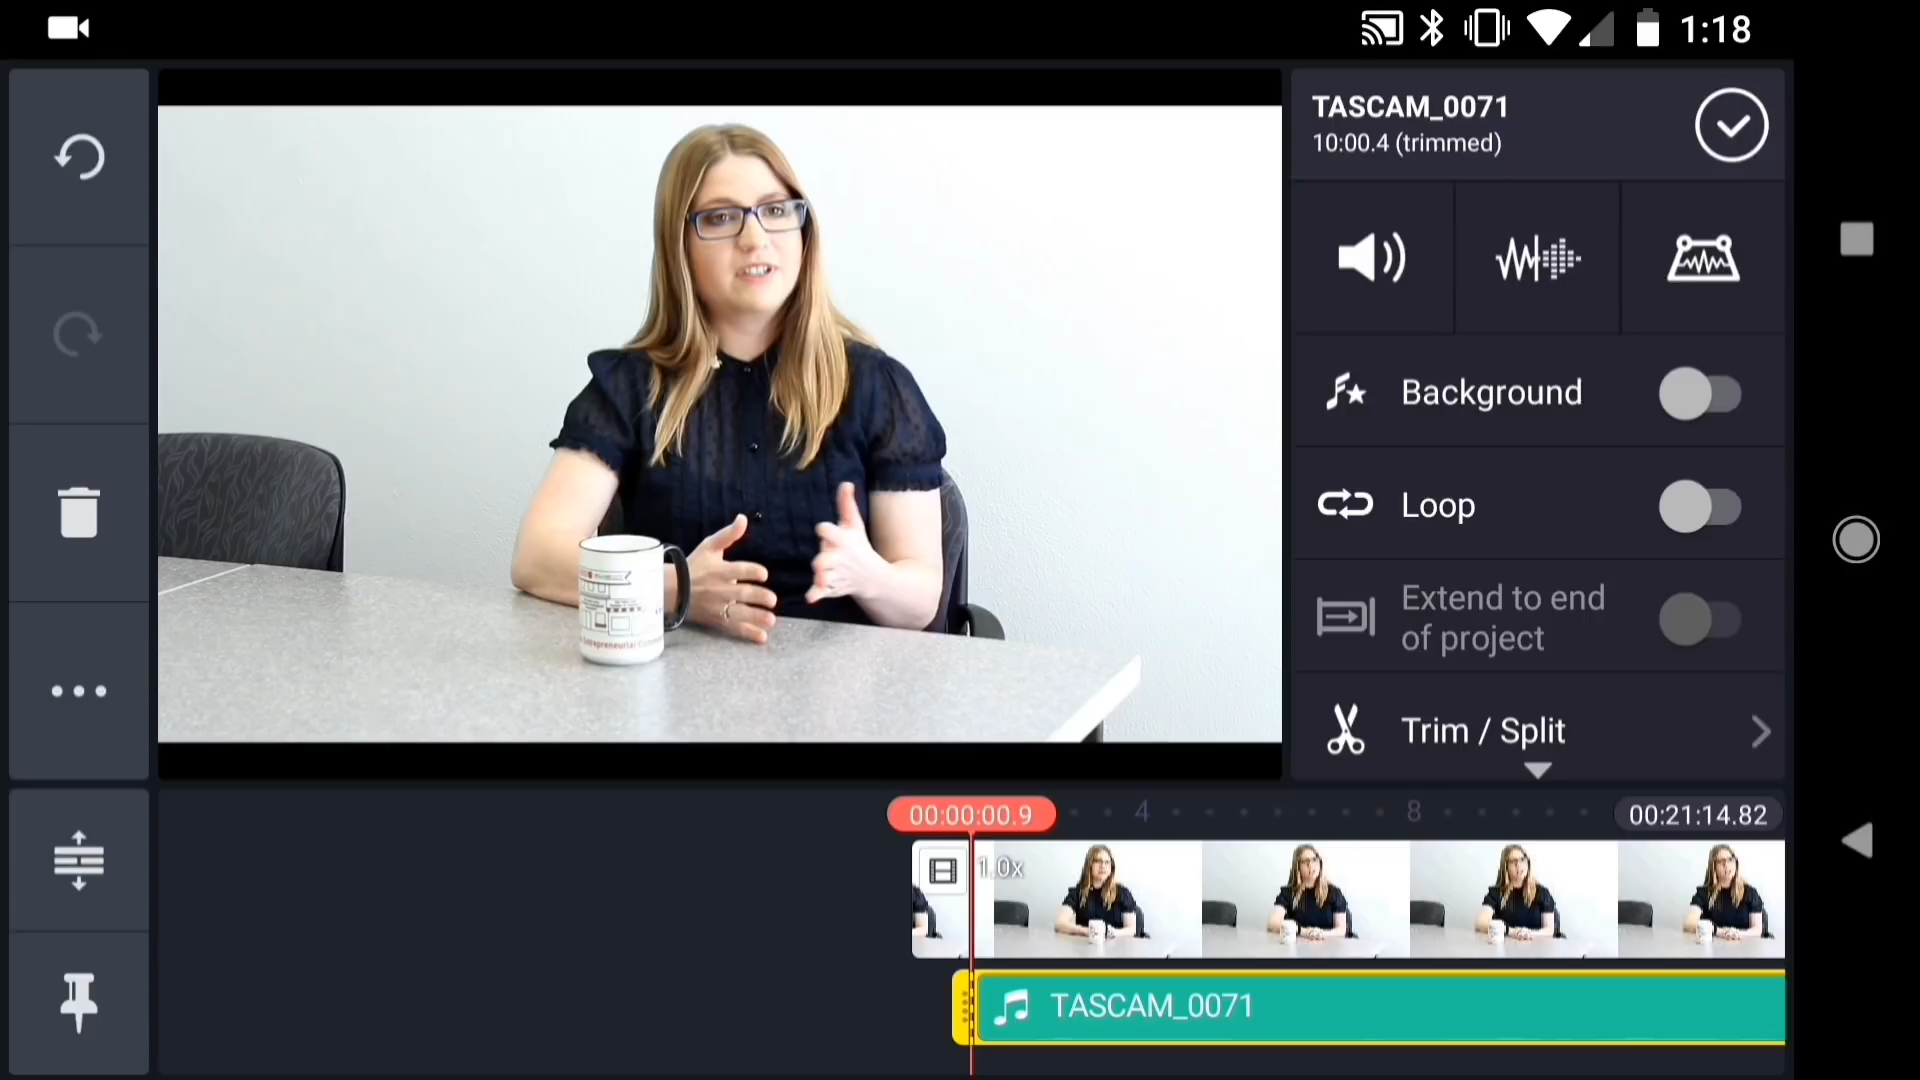 1:18
TASCAM_0071
10:00.4 (trimmed)
Background
Loop
Extend to end
of project
Trim / Split
00:00:00.9
4
8
00:21:14.82
1.0x
TASCAM_0071